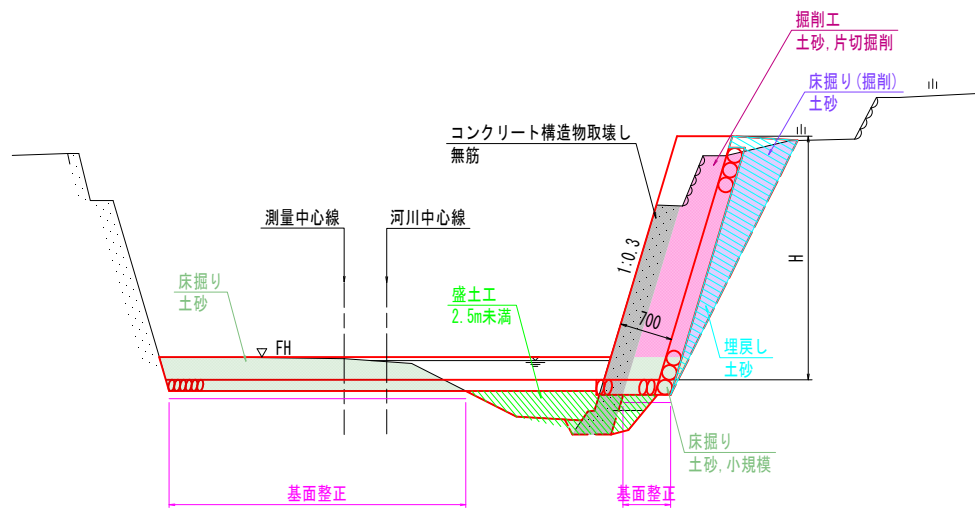 掘削工
土砂,片切掘削
床掘り(掘削)
土砂
コンクリート構造物取壊し
無筋
測量中心線
河川中心線
1:0.3
H
床掘り
土砂
盛土工
2.5m未満
700
FH
埋戻し
土砂
床掘り
土砂,小規模
基面整正
基面整正